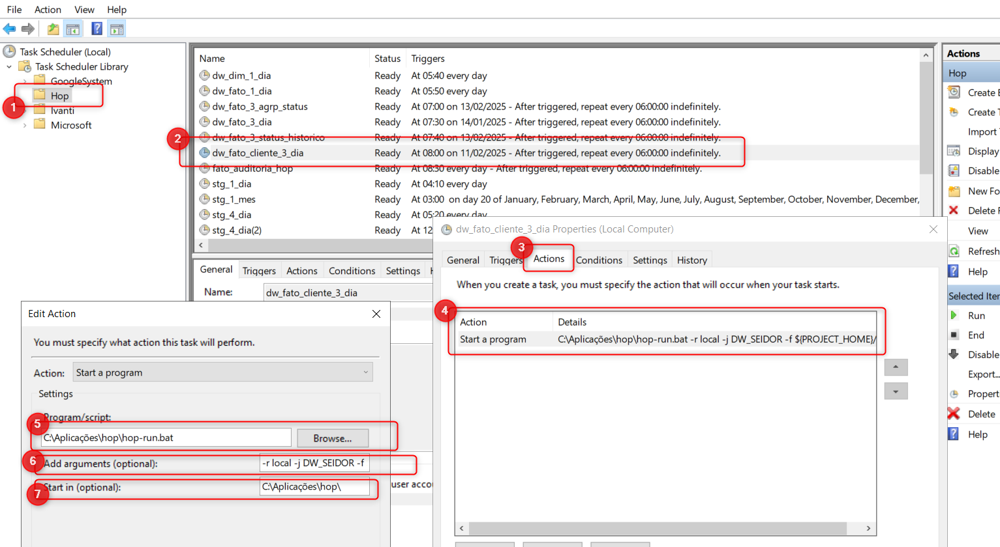 File Action View Help
Task Scheduler (Local)
Task Scheduler Library
GoogleSystem
1 Hop
Ivanti
Microsoft
Name Status Triggers
dw_dim_1_dia Ready At 05:40 every day
dw_fato_1_dia Ready At 05:50 every day
dw_fato_3_agrp_status Ready At 07:00 on 13/02/2025 - After triggered, repeat every 06:00:00 indefinitely.
dw_fato_3_dia Ready At 07:30 on 14/01/2025 - After triggered, repeat every 06:00:00 indefinitely.
dw_fato_3_status_historico Ready At 07:40 on 13/02/2025 - After triggered, repeat every 06:00:00 indefinitely.
2 dw_fato_cliente_3_dia Ready At 08:00 on 11/02/2025 - After triggered, repeat every 06:00:00 indefinitely.
fato_auditoria_hop Ready At 08:30 every day - After triggered, repeat every 06:00:00 indefinitely.
stg_1_dia Ready At 04:10 every day
stg_1_mes Ready At 03:00 on day 20 of January, February, March, April, May, June, July, August, September, October, November, December,
stg_4_dia Ready At 05:20 every day
stg_4_dia(2) Ready At 12
General Triggers Actions Conditions Settings
Name: dw_fato_cliente_3_dia
user acco
Actions
Hop
Create
Create
Import
Display
Disable
New Fo
Delete
View
Refresh
Help
Selected Iter
Run
End
Disable
Export...
Propert
Delete
Help
dw_fato_cliente_3_dia Properties (Local Computer)
General Triggers 3 Actions Conditions Settings History
When you create a task, you must specify the action that will occur when your task starts.
4 Action Details
Start a program C:\Aplicações\hop\hop-run.bat -r local -j DW_SEIDOR -f ${PROJECT_HOME}/
Edit Action
You must specify what action this task will perform.
Action: Start a program
Settings
Program/script:
5 C:\Aplicações\hop\hop-run.bat Browse...
6 Add arguments (optional): -r local -j DW_SEIDOR -f
7 Start in (optional): C:\Aplicações\hop\